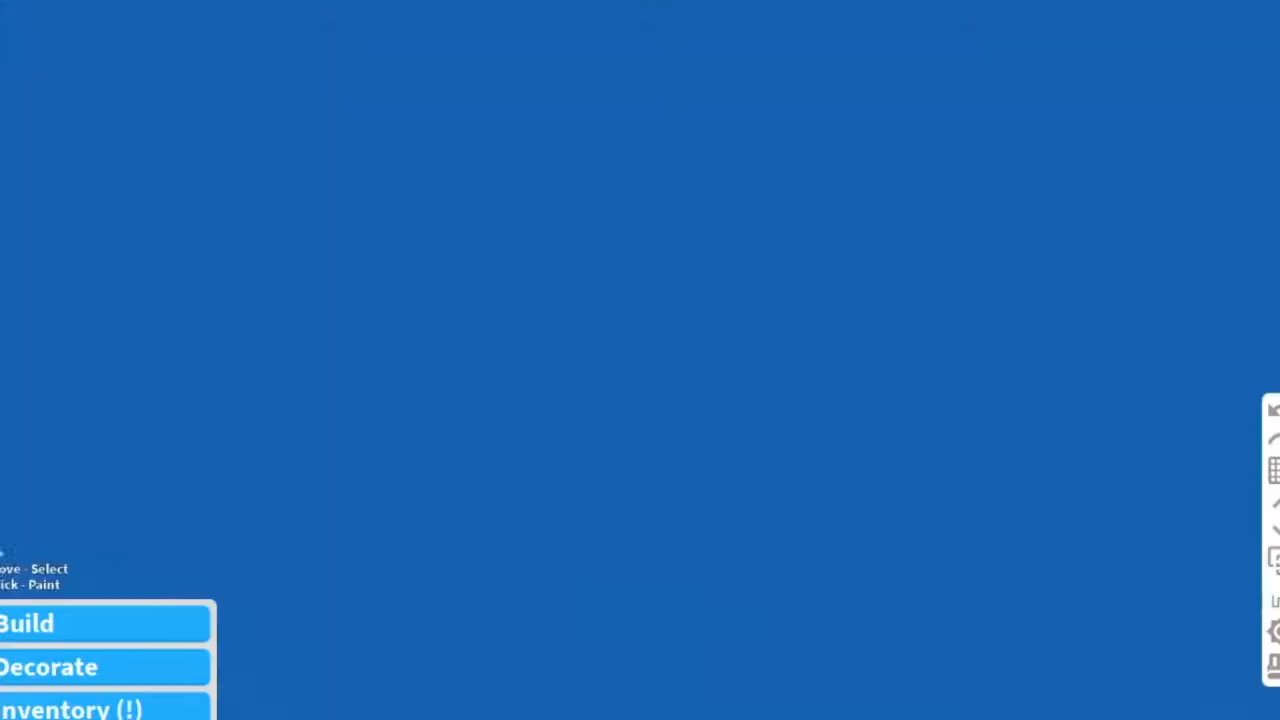 ove - Select
ick - Paint
Build
Decorate
nventory (!)